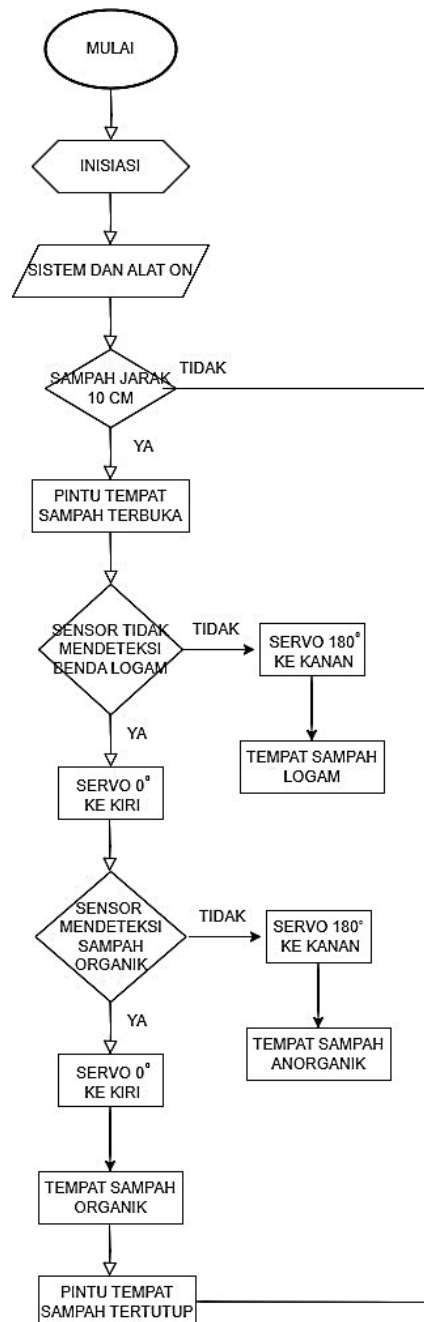 MULAI
INISIASI
SISTEM DAN ALAT ON
SAMPAH JARAK
10 CM
TIDAK
YA
PINTU TEMPAT
SAMPAH TERBUKA
SENSOR TIDAK
MENDETEKSI
BENDA LOGAM
TIDAK
SERVO 180°
KE KANAN
TEMPAT SAMPAH
LOGAM
YA
SERVO 0°
KE KIRI
SENSOR
MENDETEKSI
SAMPAH
ORGANIK
TIDAK
SERVO 180°
KE KANAN
TEMPAT SAMPAH
ANORGANIK
YA
SERVO 0°
KE KIRI
TEMPAT SAMPAH
ORGANIK
PINTU TEMPAT
SAMPAH TERTUTUP